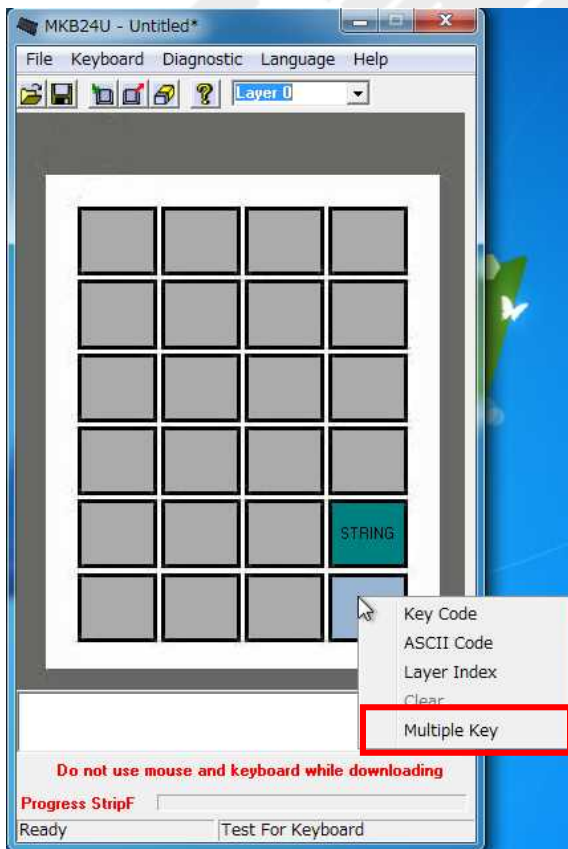 MKB24U - Untitled*
File Keyboard Diagnostic Language Help
Layer 0
STRING
Key Code
ASCII Code
Layer Index
Clear
Multiple Key
Do not use mouse and keyboard while downloading
Progress StripF
Ready Test For Keyboard